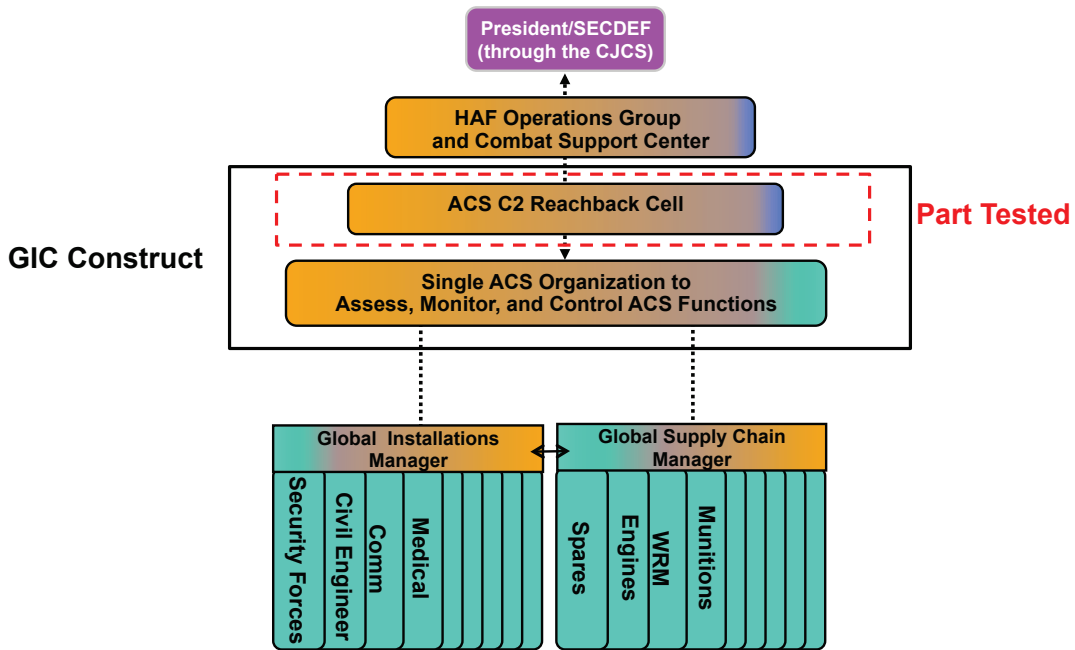 President/SECDEF
(through the CJCS)
HAF Operations Group
and Combat Support Center
ACS C2 Reachback Cell
Part Tested
GIC Construct
Single ACS Organization to
Assess, Monitor, and Control ACS Functions
Global Installations
Manager
Global Supply Chain
Manager
Security Forces
Civil Engineer
Comm
Medical
Spares
Engines
WRM
Munitions